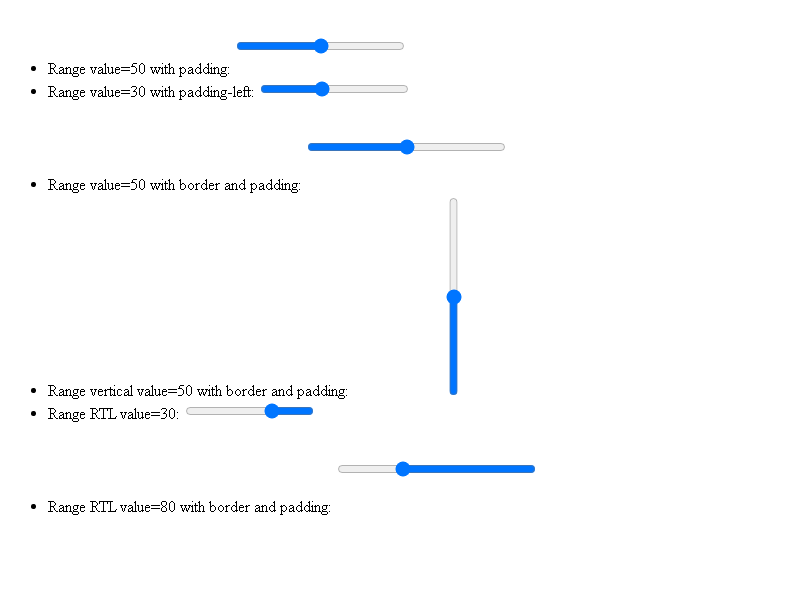 Range value=50 with padding:
Range value=30 with padding-left:
Range value=50 with border and padding:
Range vertical value=50 with border and padding:
Range RTL value=30:
Range RTL value=80 with border and padding: